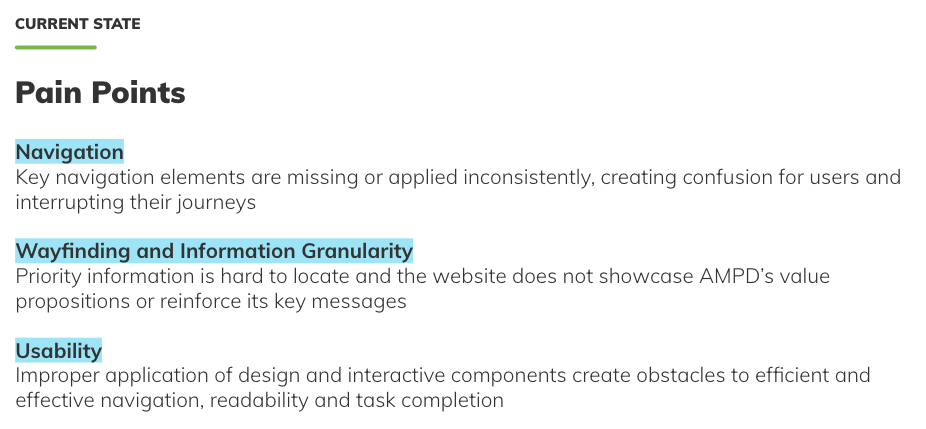 CURRENT STATE
Pain Points
Navigation
Key navigation elements are missing or applied inconsistently, creating confusion for users and
interrupting their journeys
Wayfinding and Information Granularity
Priority information is hard to locate and the website does not showcase AMPD’s value
propositions or reinforce its key messages
Usability
Improper application of design and interactive components create obstacles to efficient and
effective navigation, readability and task completion